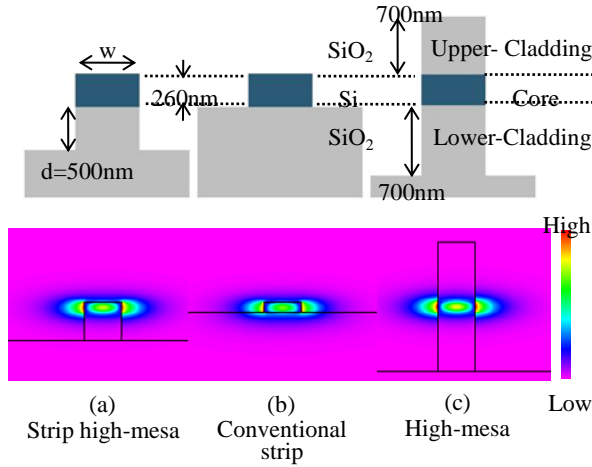 700nm
w
SiO2
Upper- Cladding
260nm
Si
Core
SiO2
Lower-Cladding
d=500nm
700nm
High
(a)
(b)
(c)
Low
Strip high-mesa
Conventional
strip
High-mesa